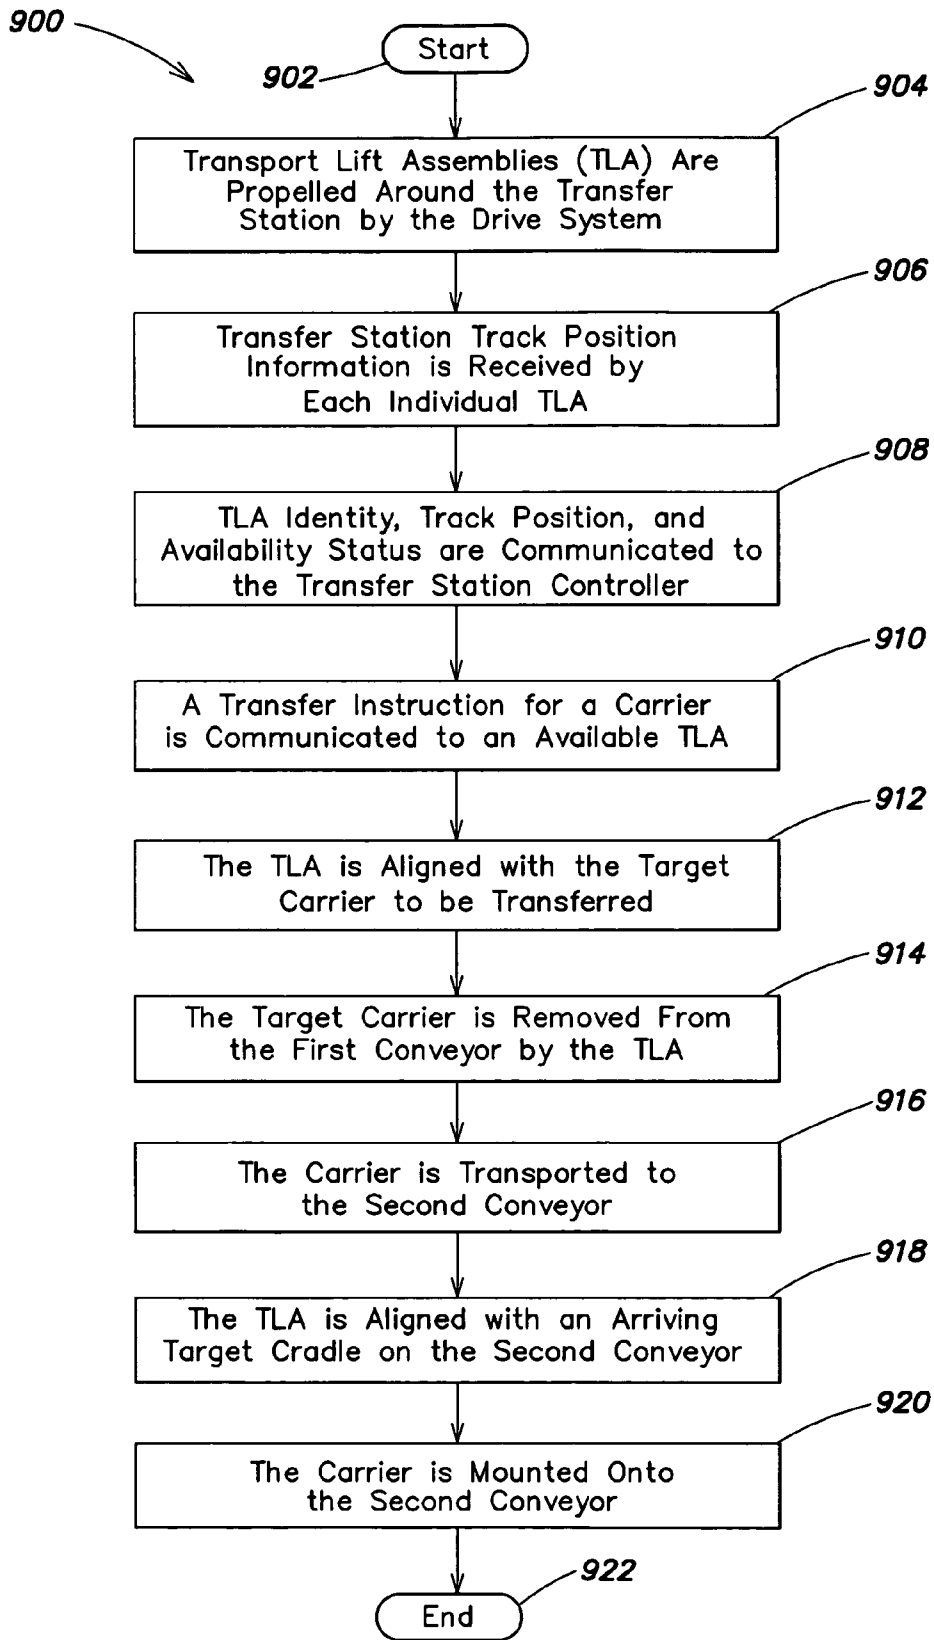 900
Start
902
904
Transport Lift Assemblies (TLA) Are
Propelled Around the Transfer
Station by the Drive System
906
Transfer Station Track Position
Information is Received by
Each Individual TLA
908
TLA Identity, Track Position, and
Availability Status are Communicated to
the Transfer Station Controller
910
A Transfer Instruction for a Carrier
is Communicated to an Available TLA
912
The TLA is Aligned with the Target
Carrier to be Transferred
914
The Target Carrier is Removed From
the First Conveyor by the TLA
916
The Carrier is Transported to
the Second Conveyor
918
The TLA is Aligned with an Arriving
Target Cradle on the Second Conveyor
920
The Carrier is Mounted Onto
the Second Conveyor
922
End